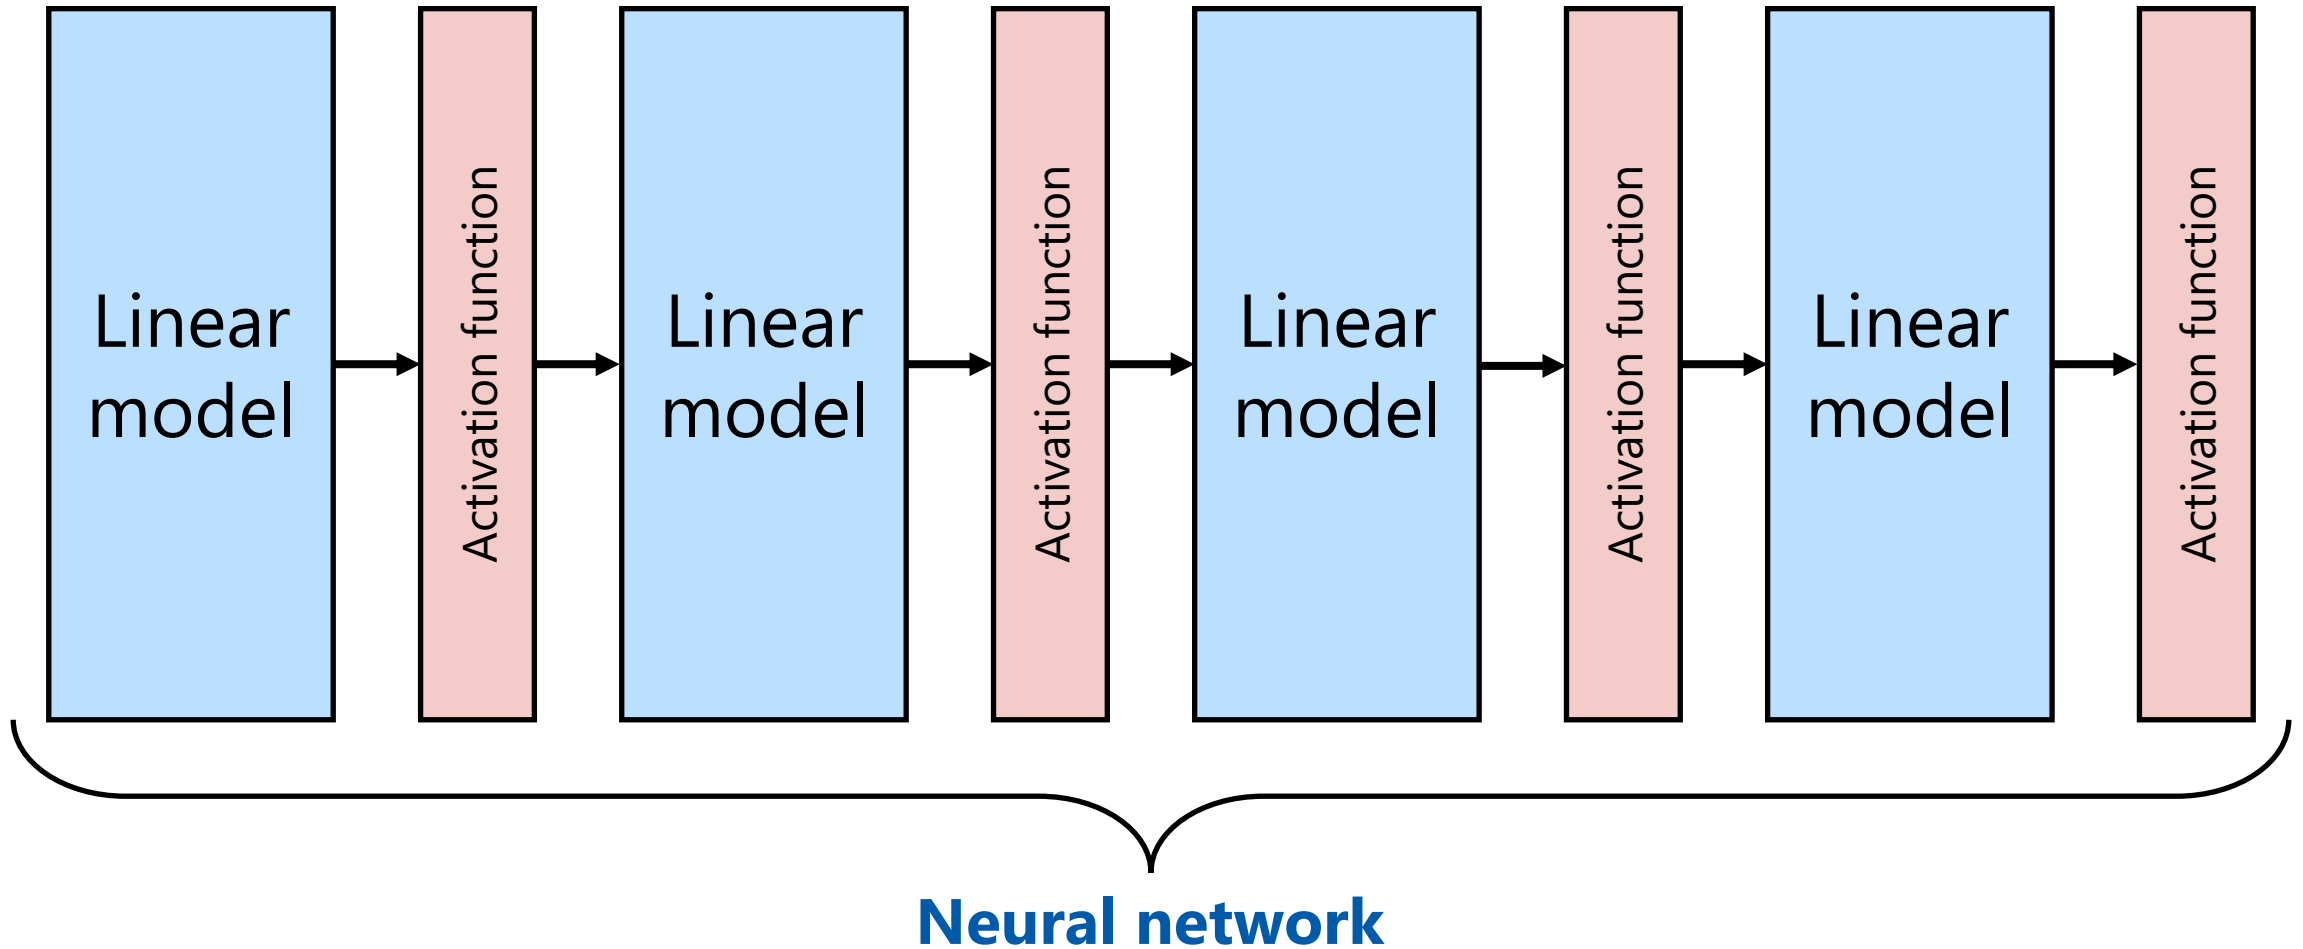 Linear
model
Activation function
Linear
model
Activation function
Linear
model
Activation function
Linear
model
Activation function
Neural network